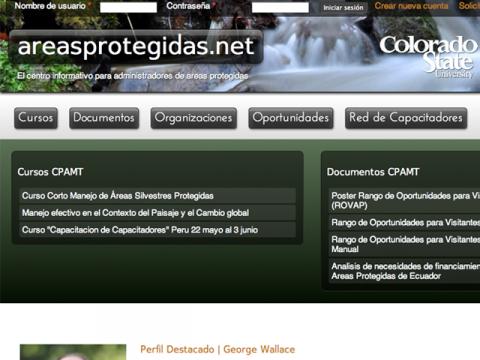 Nombre de usuario * Contraseña * Iniciar sesión Crear nueva cuenta
areasprotegidas.net
El centro informativo para administradores de areas protegidas
Colorado
State
University
Cursos Documentos Organizaciones Oportunidades Red de Capacitadores
Cursos CPAMT
Curso Corto Manejo de Áreas Silvestres Protegidas
Manejo efectivo en el Contexto del Paisaje y el Cambio global
Curso "Capacitacion de Capacitadores" Peru 22 mayo al 3 junio
Documentos CPAMT
Poster Rango de Oportunidades para
(ROVAP)
Rango de Oportunidades para Visitantes
Rango de Oportunidades para Visitantes
Manual
Analisis de necesidades de
Areas Protegidas de Ecuador
Perfil Destacado | George Wallace